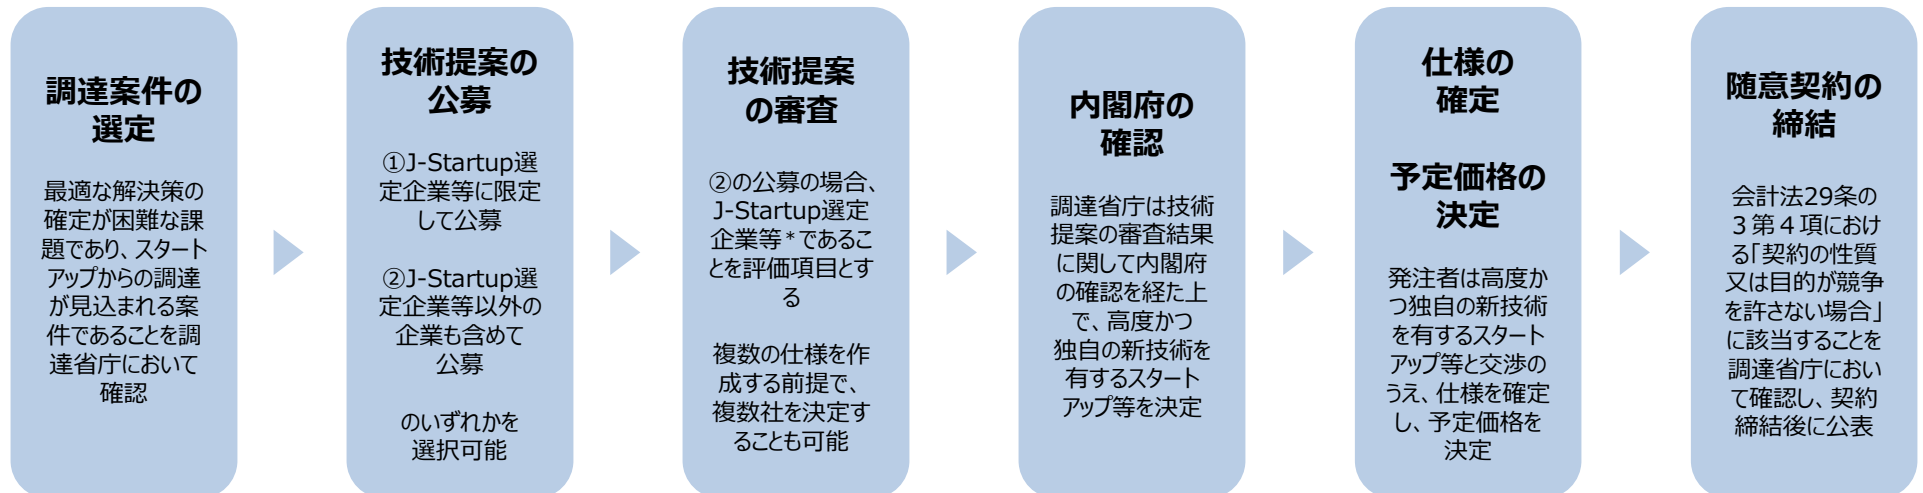 調達案件の
選定
最適な解決策の
確定が困難な課
題であり、スタート
アップからの調達
が見込まれる案
件であることを調
達省庁において
確認
技術提案の
公募
①J-Startup選
定企業等に限定
して公募
②J-Startup選
定企業等以外の
企業も含めて
公募
のいずれかを
選択可能
技術提案
の審査
②の公募の場合、
J-Startup選定
企業等*であるこ
とを評価項目とす
る
複数の仕様を作
成する前提で、
複数社を決定す
ることも可能
内閣府の
確認
調達省庁は技術
提案の審査結果
に関して内閣府
の確認を経た上
で、高度かつ
独自の新技術を
有するスタート
アップ等を決定
仕様の
確定
予定価格の
決定
発注者は高度か
つ独自の新技術
を有するスタート
アップ等と交渉の
うえ、仕様を確定
し、予定価格を
決定
随意契約の
締結
会計法29条の
３第４項におけ
る「契約の性質
又は目的が競争
を許さない場合」
に該当することを
調達省庁におい
て確認し、契約
締結後に公表